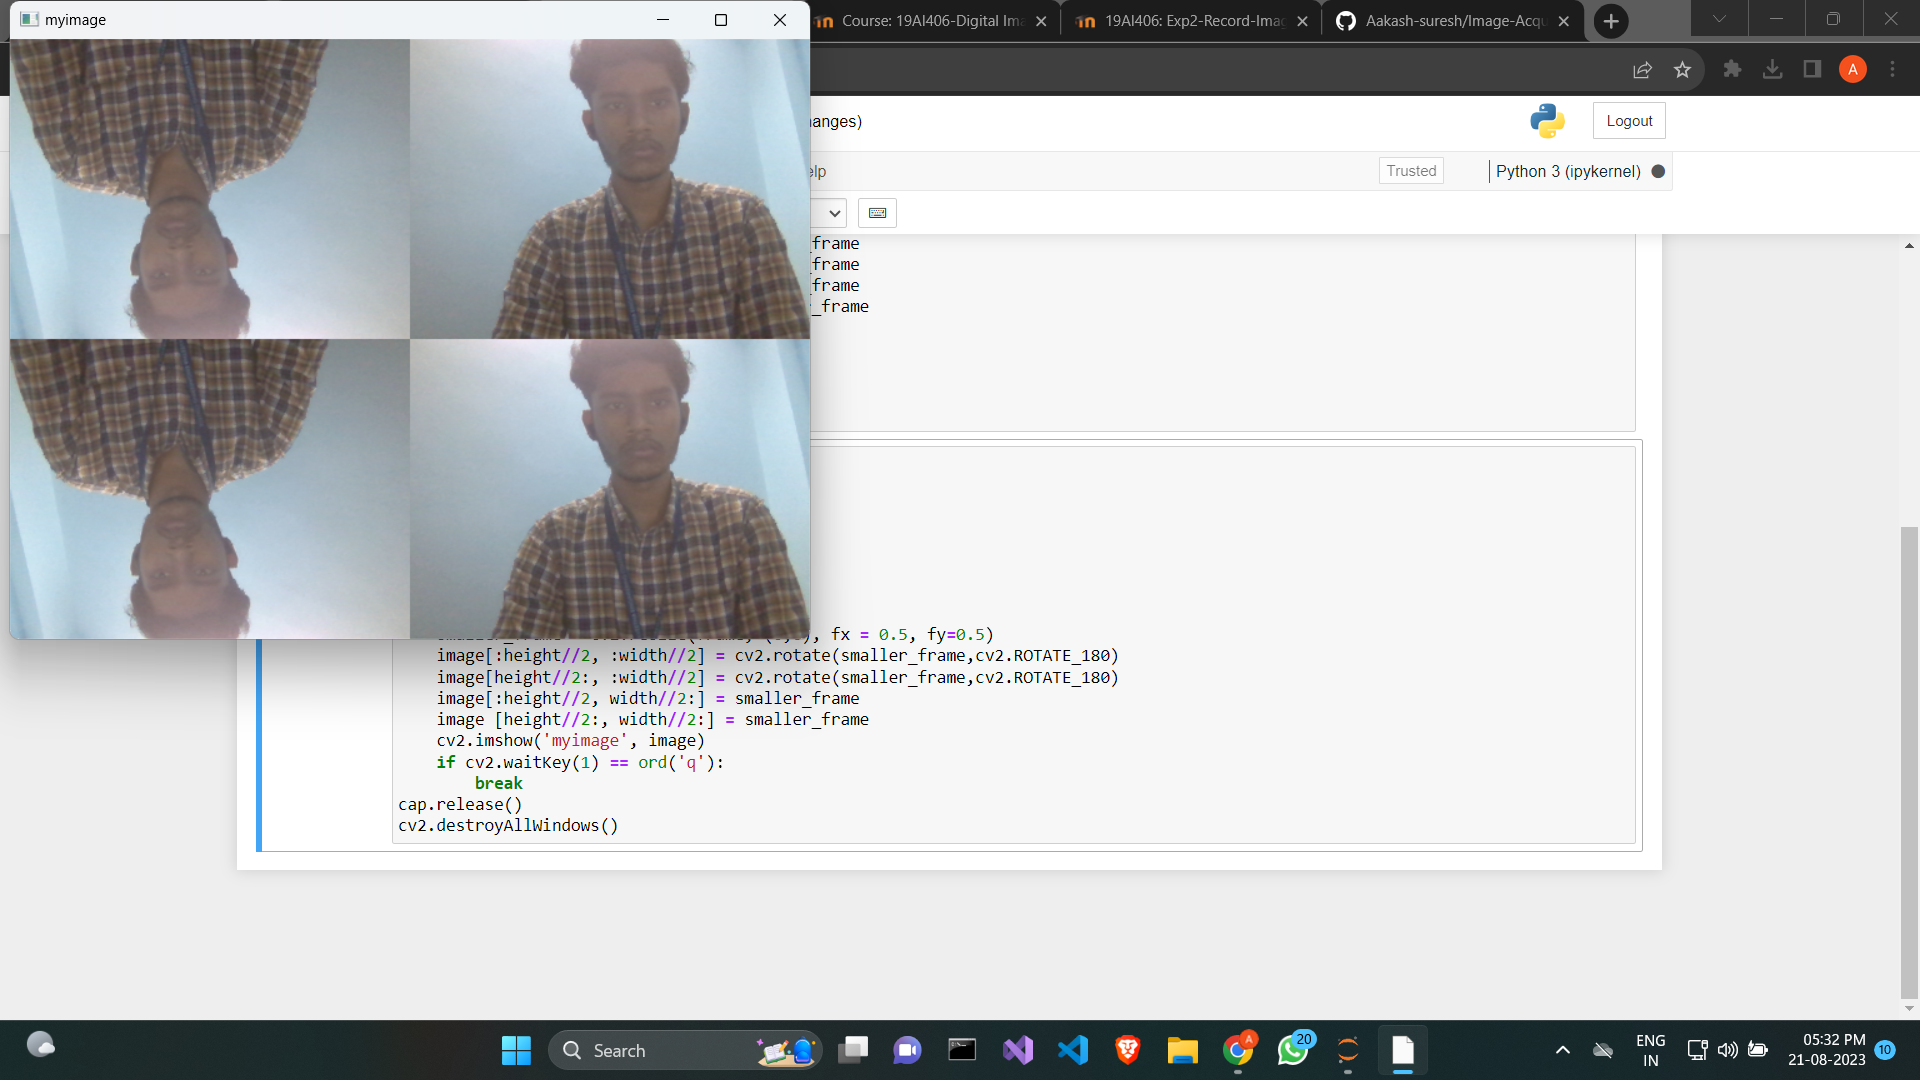 myimage
Course: 19AI406-Digital Ima
19AI406: Exp2-Record-Imag
Aakash-suresh/Image-Acqu
A
anges)
Logout
elp
Trusted
Python 3 (ipykernel)
_frame
_frame
_frame
_frame
, fx = 0.5, fy=0.5)
image[:height//2, :width//2] = cv2.rotate(smaller_frame,cv2.ROTATE_180)
image[height//2:, :width//2] = cv2.rotate(smaller_frame,cv2.ROTATE_180)
image[:height//2, width//2:] = smaller_frame
image [height//2:, width//2:] = smaller_frame
cv2.imshow('myimage', image)
if cv2.waitKey(1) == ord('q'):
break
cap.release()
cv2.destroyAllWindows()
Search
A
20
ENG
IN
05:32 PM
21-08-2023
10